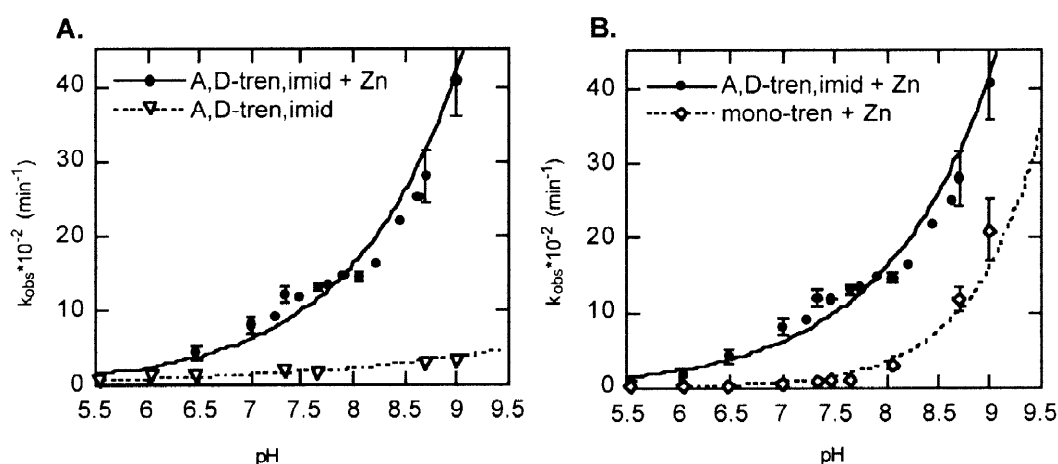 A.
A,D-tren,imid + Zn
A,D-tren,imid
40
30
20
10
0
k_obs*10^-2 (min^-1)
5.5 6 6.5 7 7.5 8 8.5 9 9.5
pH
B.
A,D-tren,imid + Zn
mono-tren + Zn
40
30
20
10
0
k_obs*10^-2 (min^-1)
5.5 6 6.5 7 7.5 8 8.5 9 9.5
pH